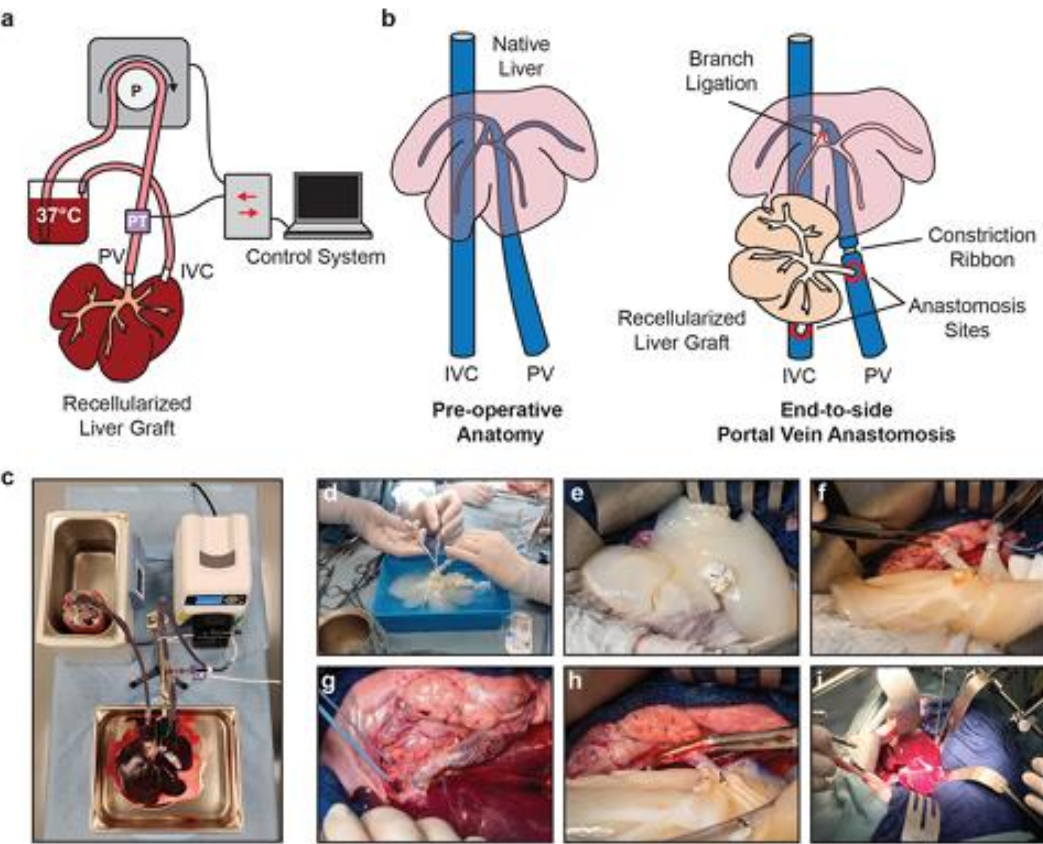 a
P
37°C
PT
PV
IVC
Control System
Recellularized
Liver Graft
b
Native
Liver
IVC
PV
Pre-operative
Anatomy
Branch
Ligation
Constriction
Ribbon
Anastomosis
Sites
Recellularized
Liver Graft
IVC
PV
End-to-side
Portal Vein Anastomosis
c
d
e
f
g
h
i